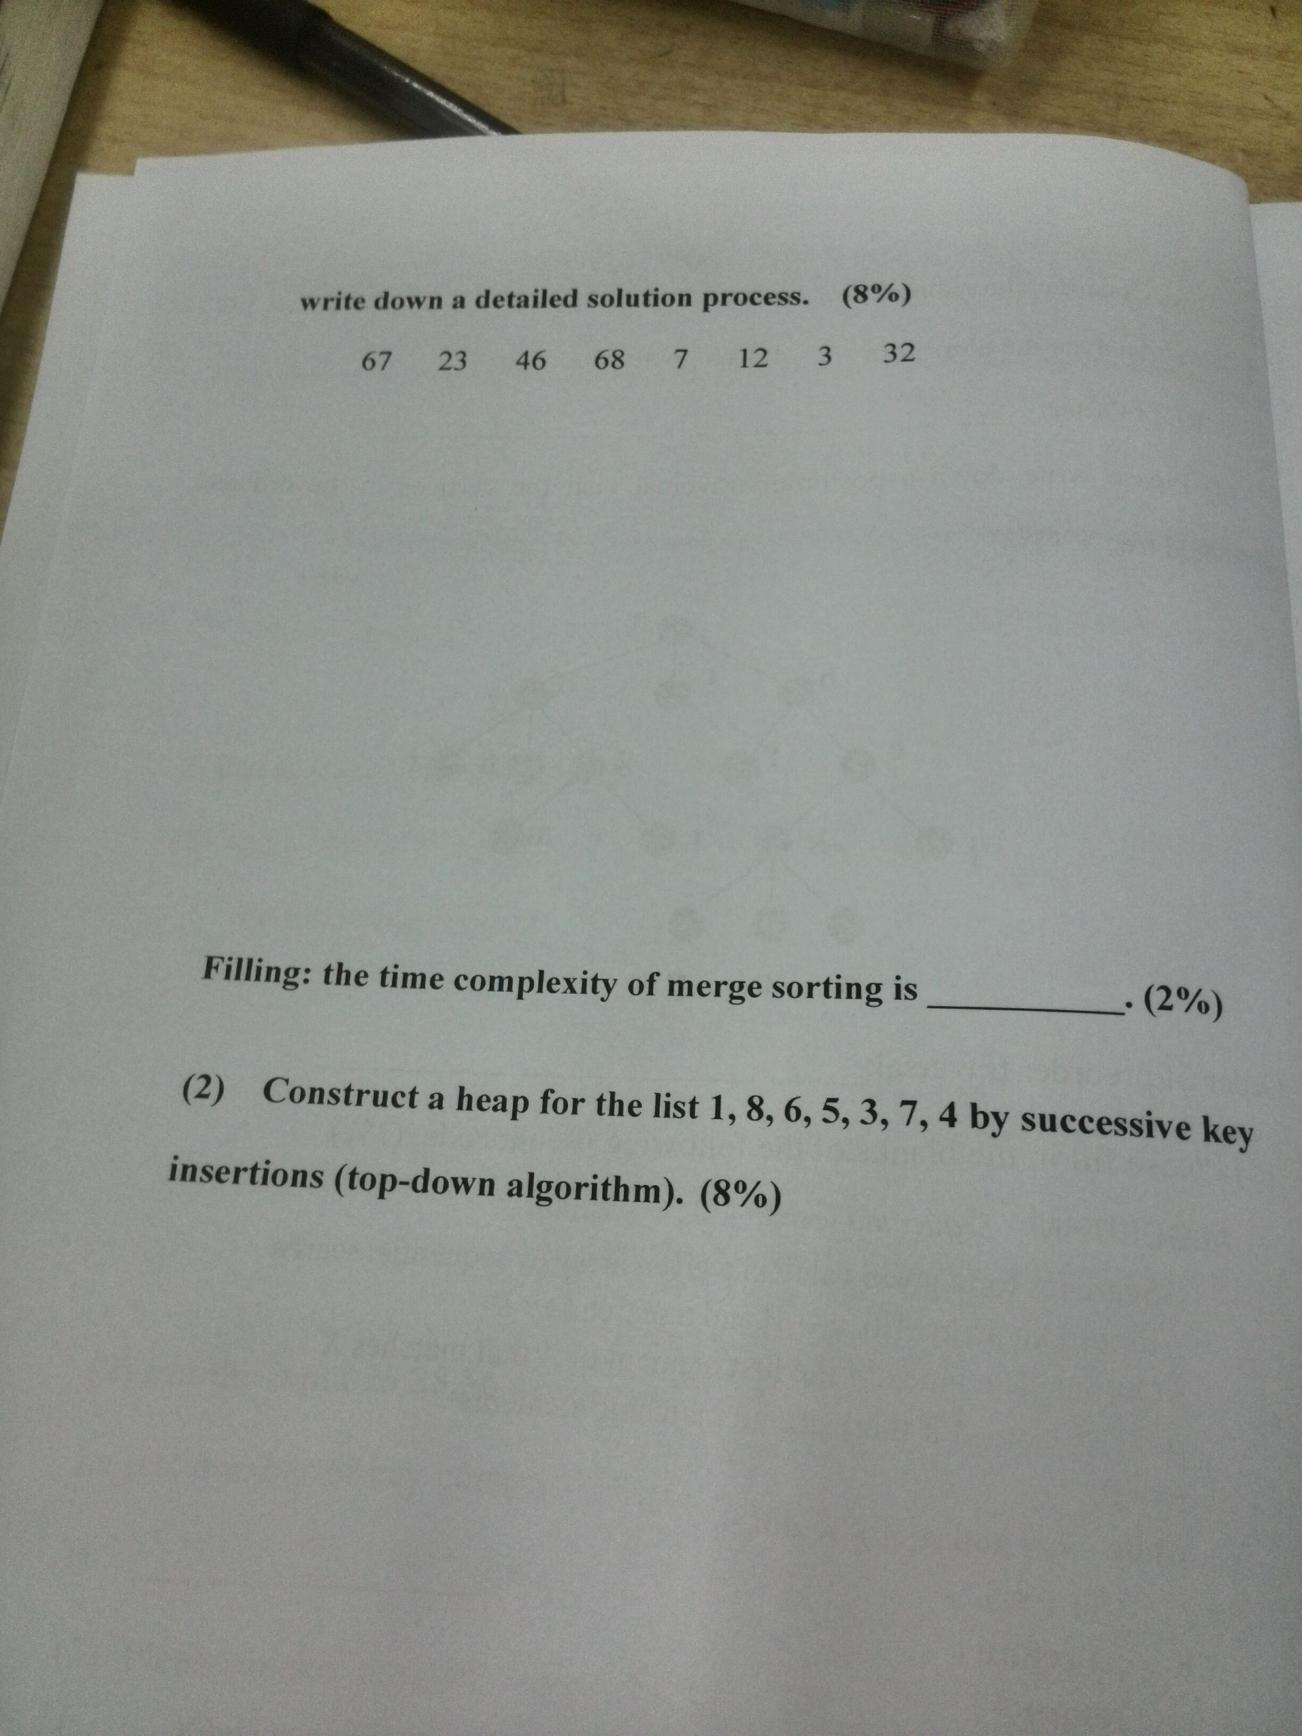 write down a detailed solution process. (8%)
67 23 46 68 7 12 3 32
Filling: the time complexity of merge sorting is __________. (2%)
(2) Construct a heap for the list 1, 8, 6, 5, 3, 7, 4 by successive key
insertions (top-down algorithm). (8%)